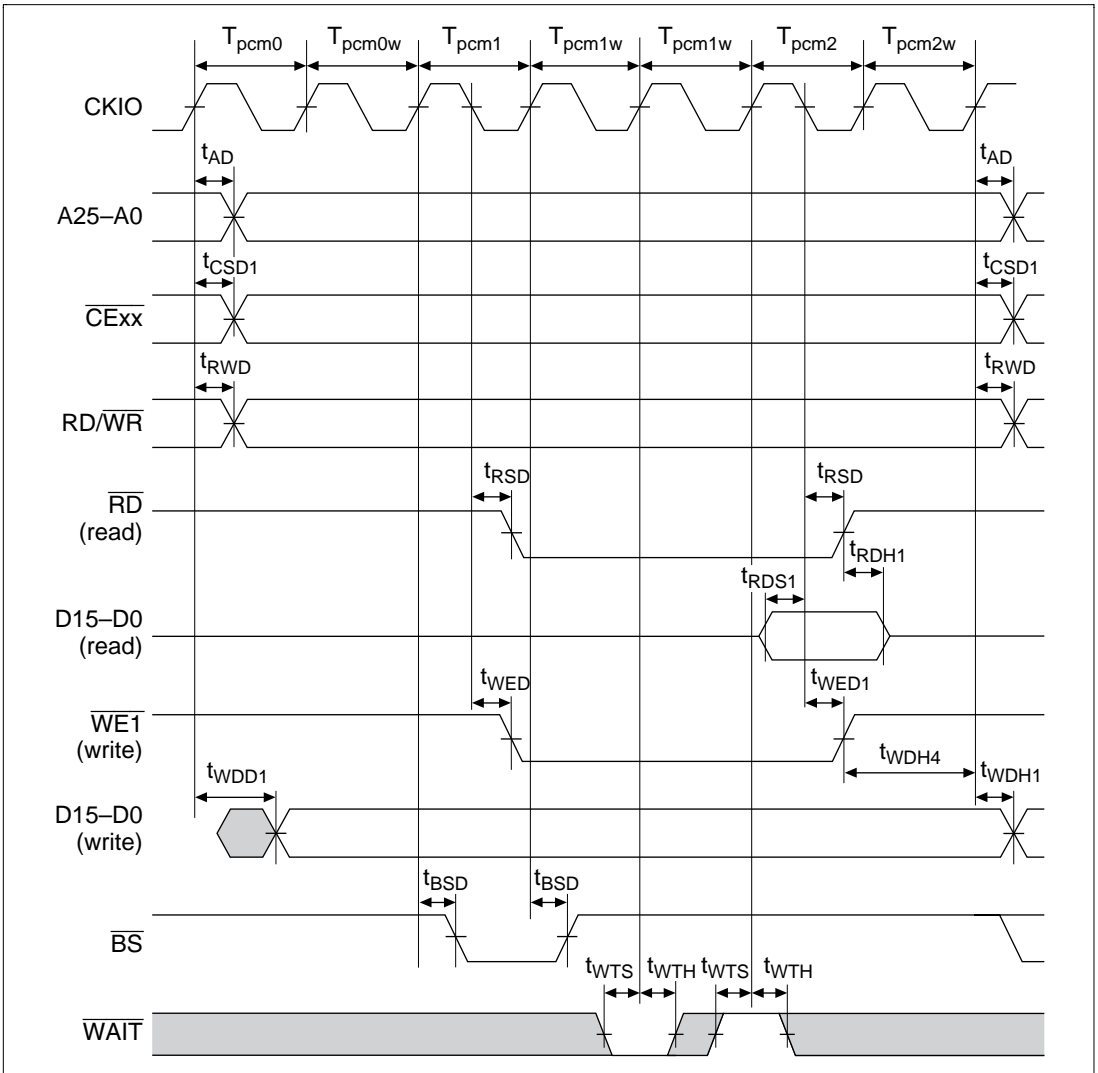 Tpcm0 Tpcm0w Tpcm1 Tpcm1w Tpcm1w Tpcm2 Tpcm2w
CKIO
tAD tAD
A25–A0
tCSD1 tCSD1
CExx
tRWD tRWD
RD/WR
tRSD tRSD
RD
(read)
tRDH1
tRDS1
D15–D0
(read)
tWED tWED1
WE1
(write)
tWDH4
tWDD1 tWDH1
D15–D0
(write)
tBSD tBSD
BS
tWTS tWTH tWTS tWTH
WAIT